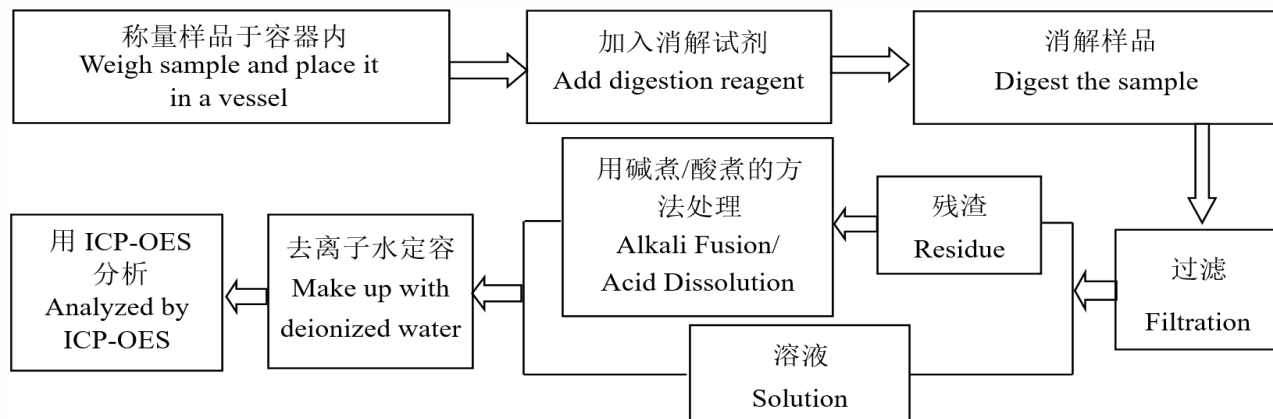 称量样品于容器内
Weigh sample and place it
in a vessel
加入消解试剂
Add digestion reagent
消解样品
Digest the sample
过滤
Filtration
残渣
Residue
用碱煮/酸煮的方
法处理
Alkali Fusion/
Acid Dissolution
溶液
Solution
去离子水定容
Make up with
deionized water
用 ICP-OES
分析
Analyzed by
ICP-OES